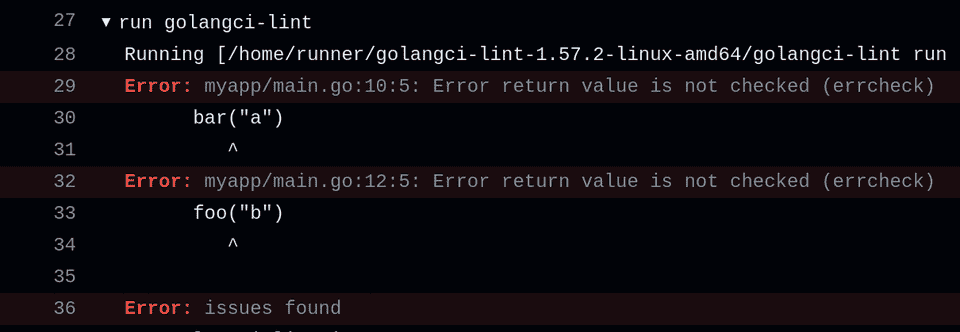 27 ▼ run golangci-lint
28 Running [/home/runner/golangci-lint-1.57.2-linux-amd64/golangci-lint run
29 Error: myapp/main.go:10:5: Error return value is not checked (errcheck)
30 bar("a")
31 ^
32 Error: myapp/main.go:12:5: Error return value is not checked (errcheck)
33 foo("b")
34 ^
35
36 Error: issues found